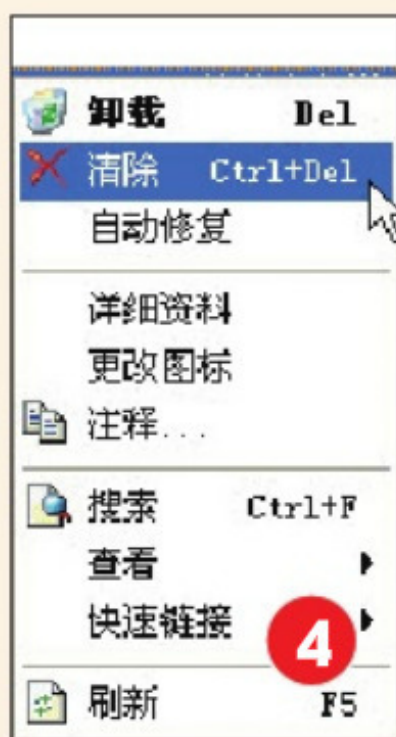 卸载 Del
清除 Ctrl+Del
自动修复
详细资料
更改图标
注释...
搜索 Ctrl+F
查看
快速链接
4
刷新 F5